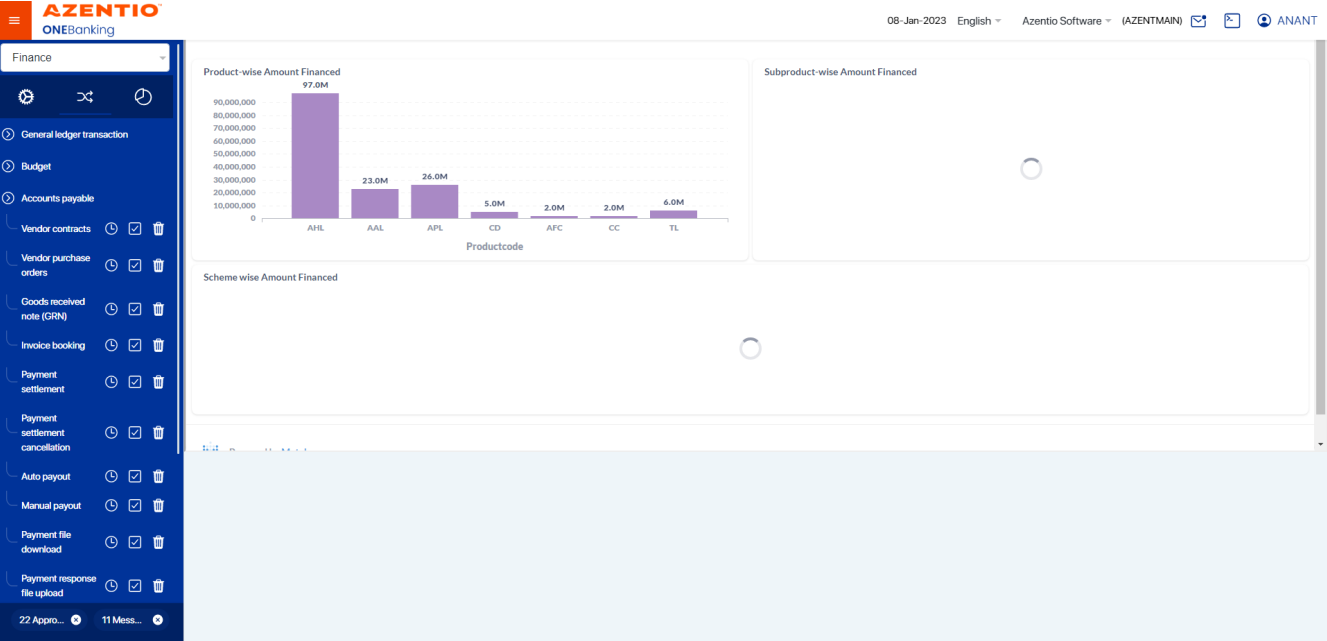 AZENTIO™
ONEBanking
08-Jan-2023 English Azentio Software (AZENTMAIN) ANANT
Finance
General ledger transaction
Budget
Accounts payable
Vendor contracts
Vendor purchase
orders
Goods received
note (GRN)
Invoice booking
Payment
settlement
Payment
settlement
cancellation
Auto payout
Manual payout
Payment file
download
Payment response
file upload
22 Appro...
11 Mess...
Product-wise Amount Financed
97.0M
90,000,000
80,000,000
70,000,000
60,000,000
50,000,000
40,000,000
30,000,000
20,000,000
10,000,000
0
23.0M
26.0M
5.0M
2.0M
2.0M
6.0M
AHL AAL APL CD AFC CC TL
Productcode
Subproduct-wise Amount Financed
Scheme wise Amount Financed